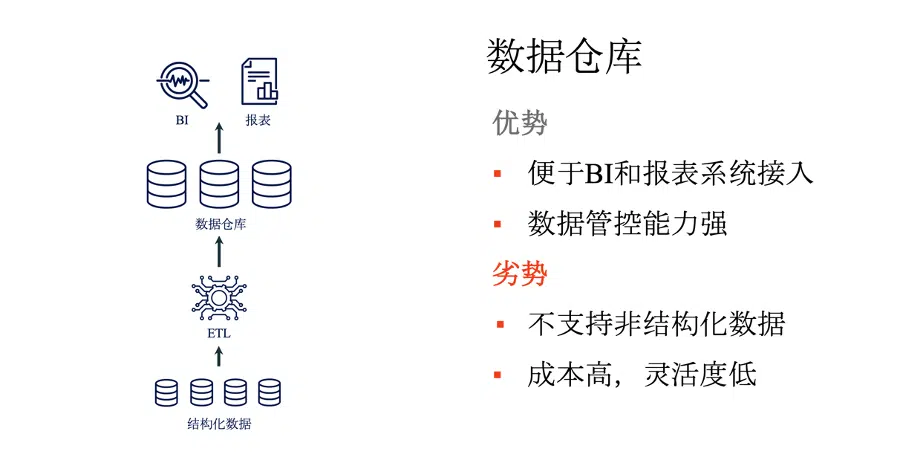 BI
报表
数据仓库
ETL
结构化数据
数据仓库
优势
▪ 便于BI和报表系统接入
▪ 数据管控能力强
劣势
▪ 不支持非结构化数据
▪ 成本高，灵活度低